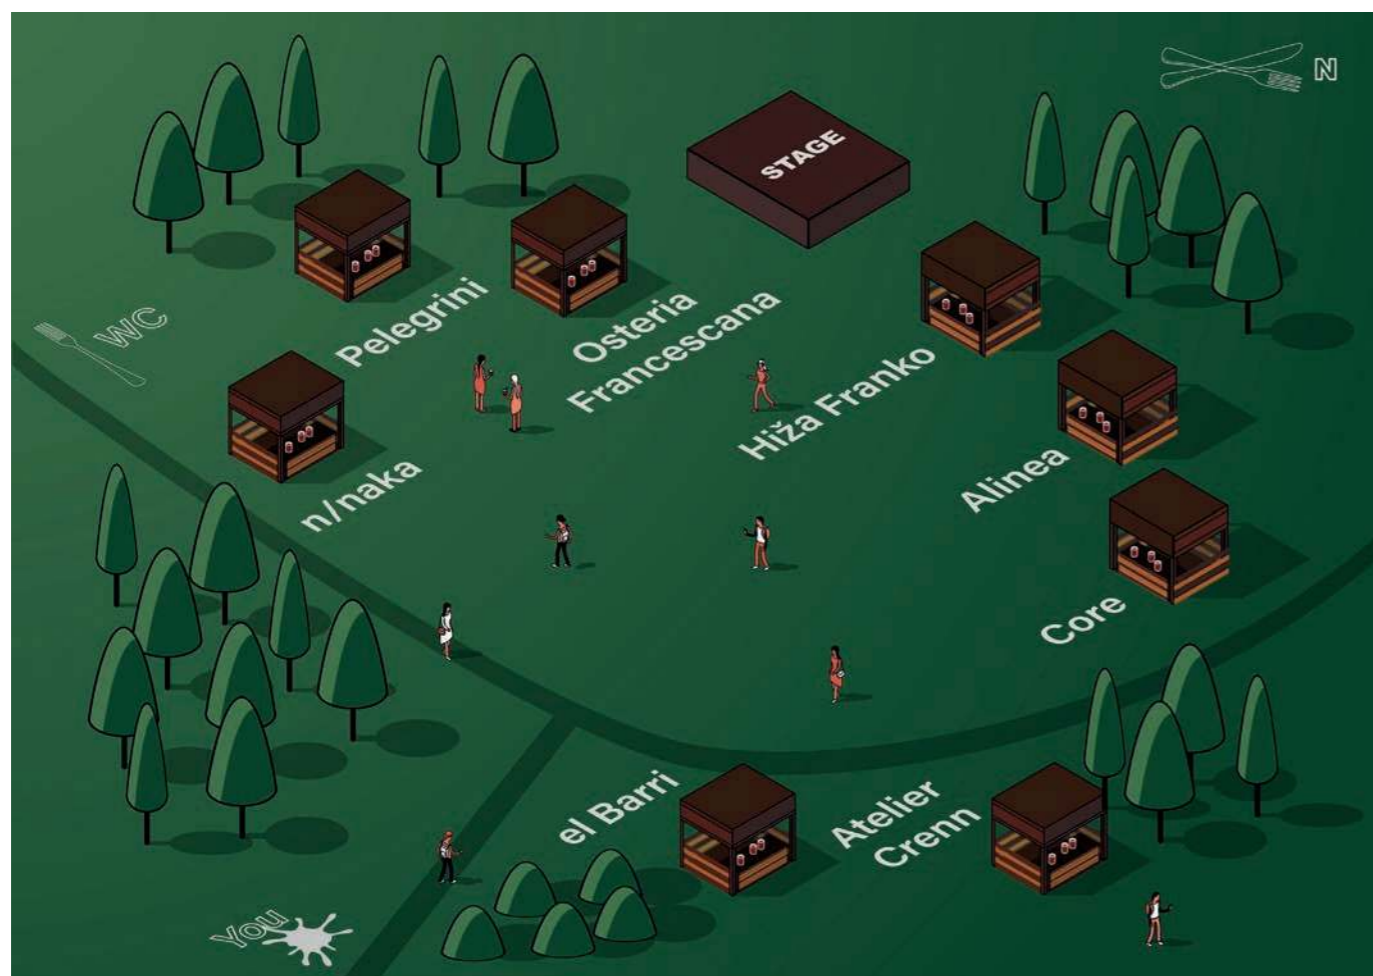 N
STAGE
WC
Pelegrini
Osteria
Francescana
Hiža Franko
n/naka
Alinea
Core
el Barri
Atelier
Crenn
You